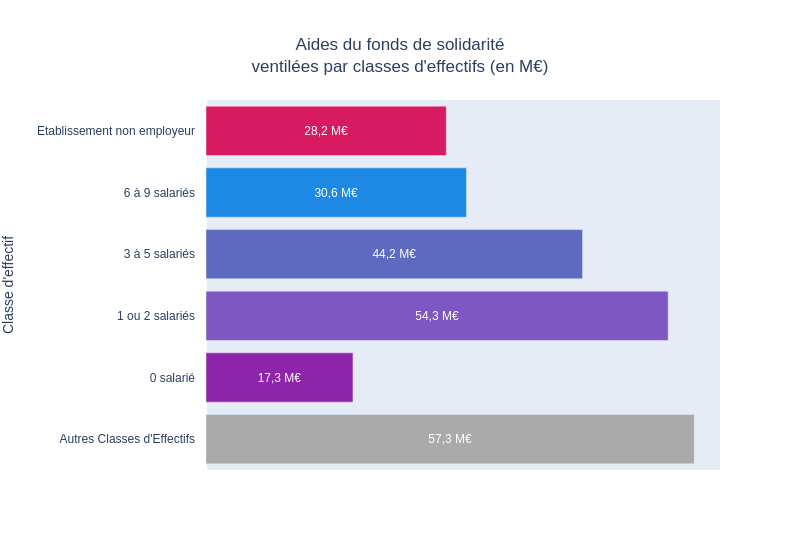 Aides du fonds de solidarité
ventilées par classes d'effectifs (en M€)
Classe d'effectif
Etablissement non employeur
28,2 M€
6 à 9 salariés
30,6 M€
3 à 5 salariés
44,2 M€
1 ou 2 salariés
54,3 M€
0 salarié
17,3 M€
Autres Classes d'Effectifs
57,3 M€